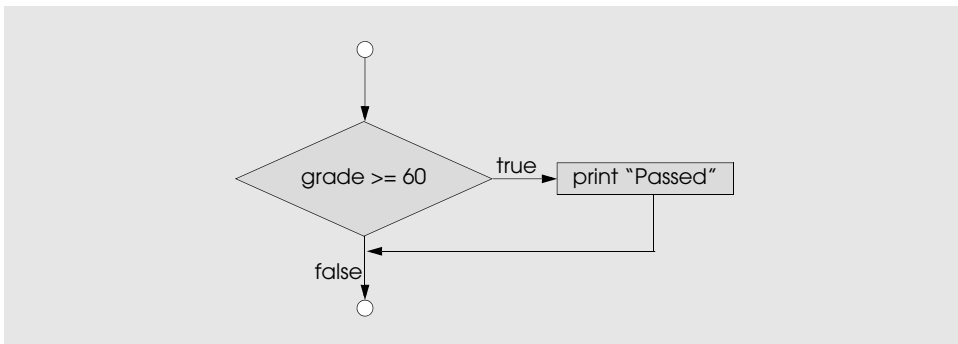 grade >= 60
true
print “Passed”
false